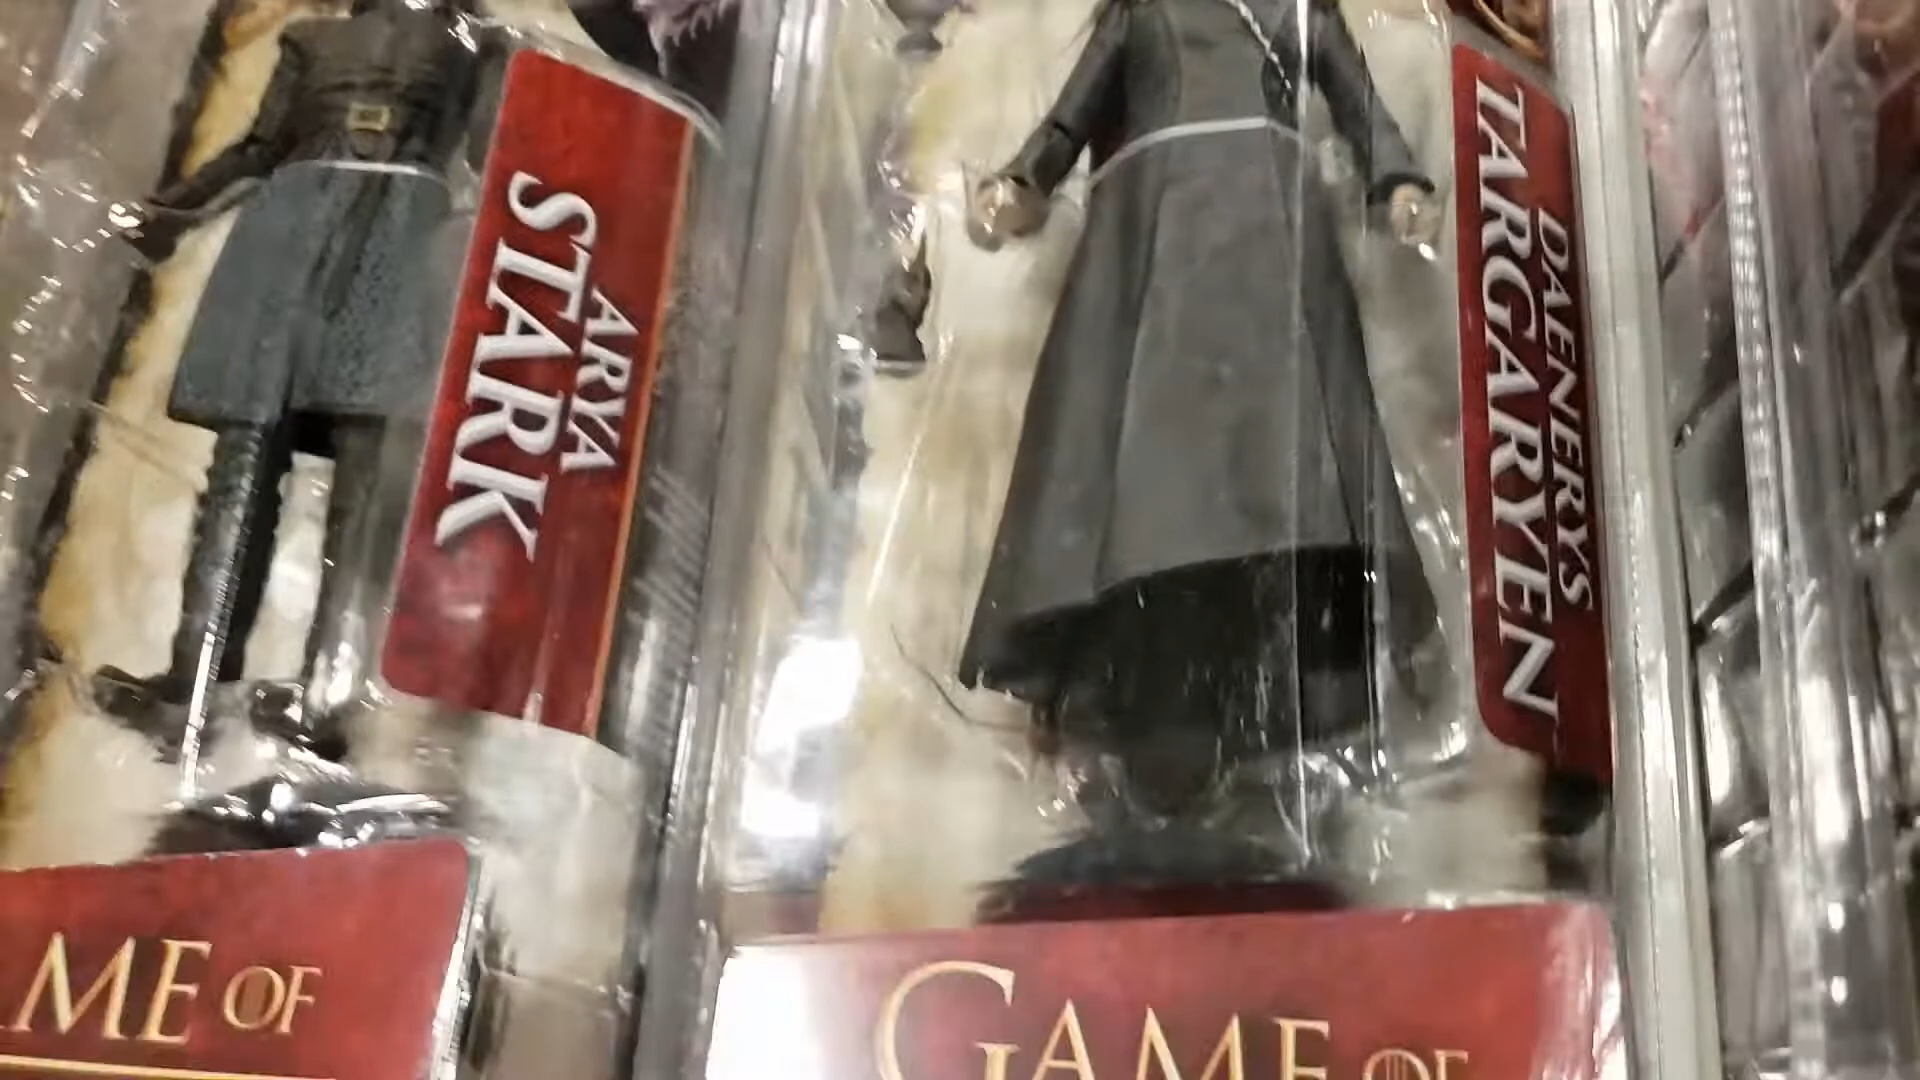 ARYA
STARK
DAENERYS
TARGARYEN
ME OF
GAME OF